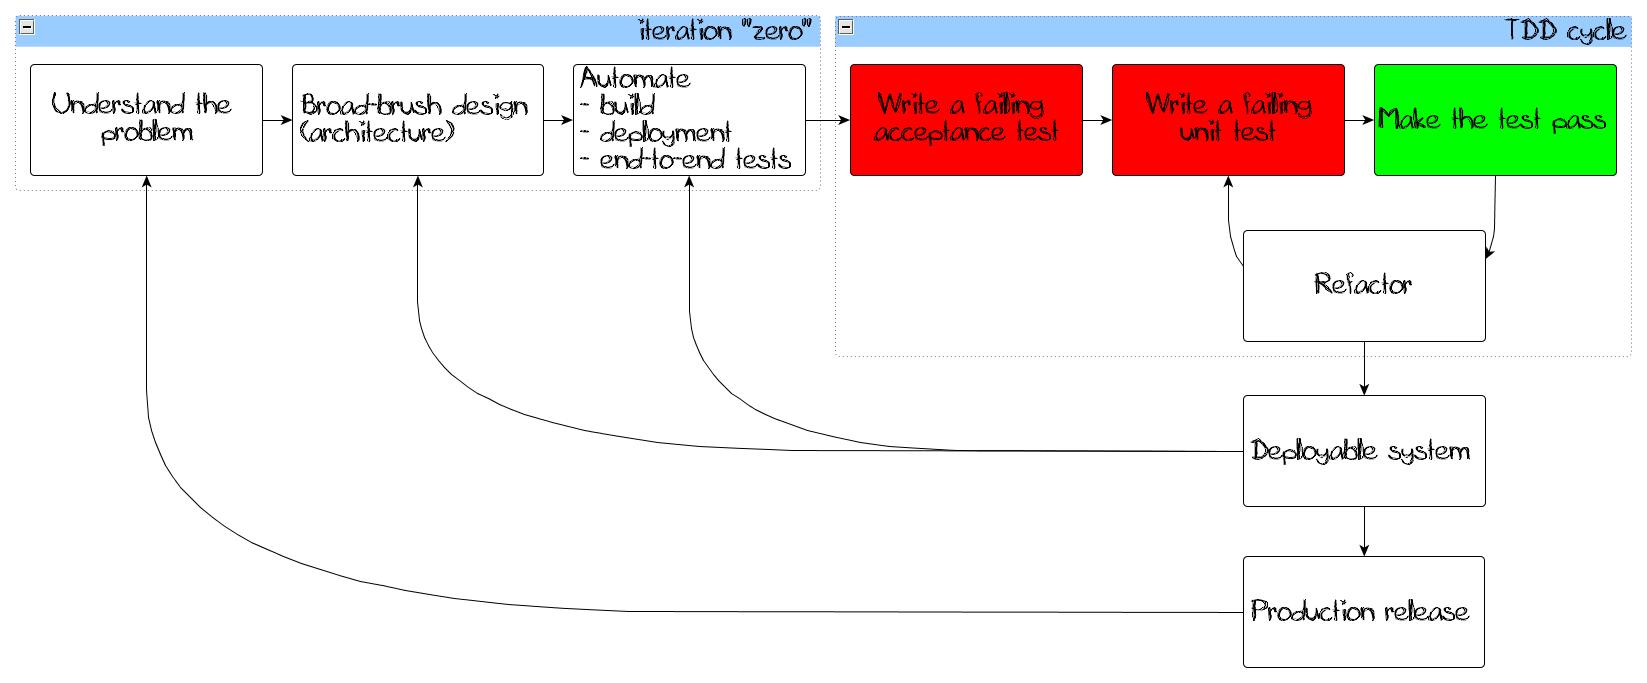 iteration "zero"
TDD cycle
Understand the
problem
Broad-brush design
(architecture)
Automate
- build
- deployment
- end-to-end tests
Write a failing
acceptance test
Write a failing
unit test
Make the test pass
Refactor
Deployable system
Production release